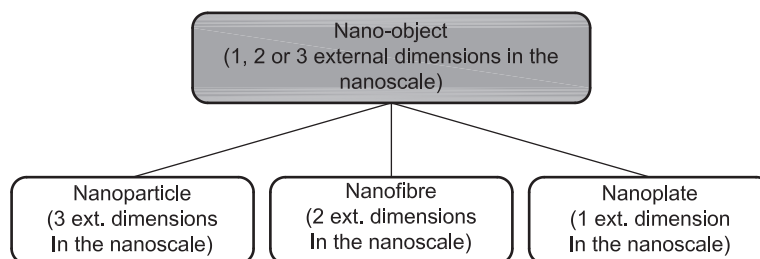 Nano-object
(1, 2 or 3 external dimensions in the
nanoscale)
Nanoparticle
(3 ext. dimensions
In the nanoscale)
Nanofibre
(2 ext. dimensions
In the nanoscale)
Nanoplate
(1 ext. dimension
In the nanoscale)